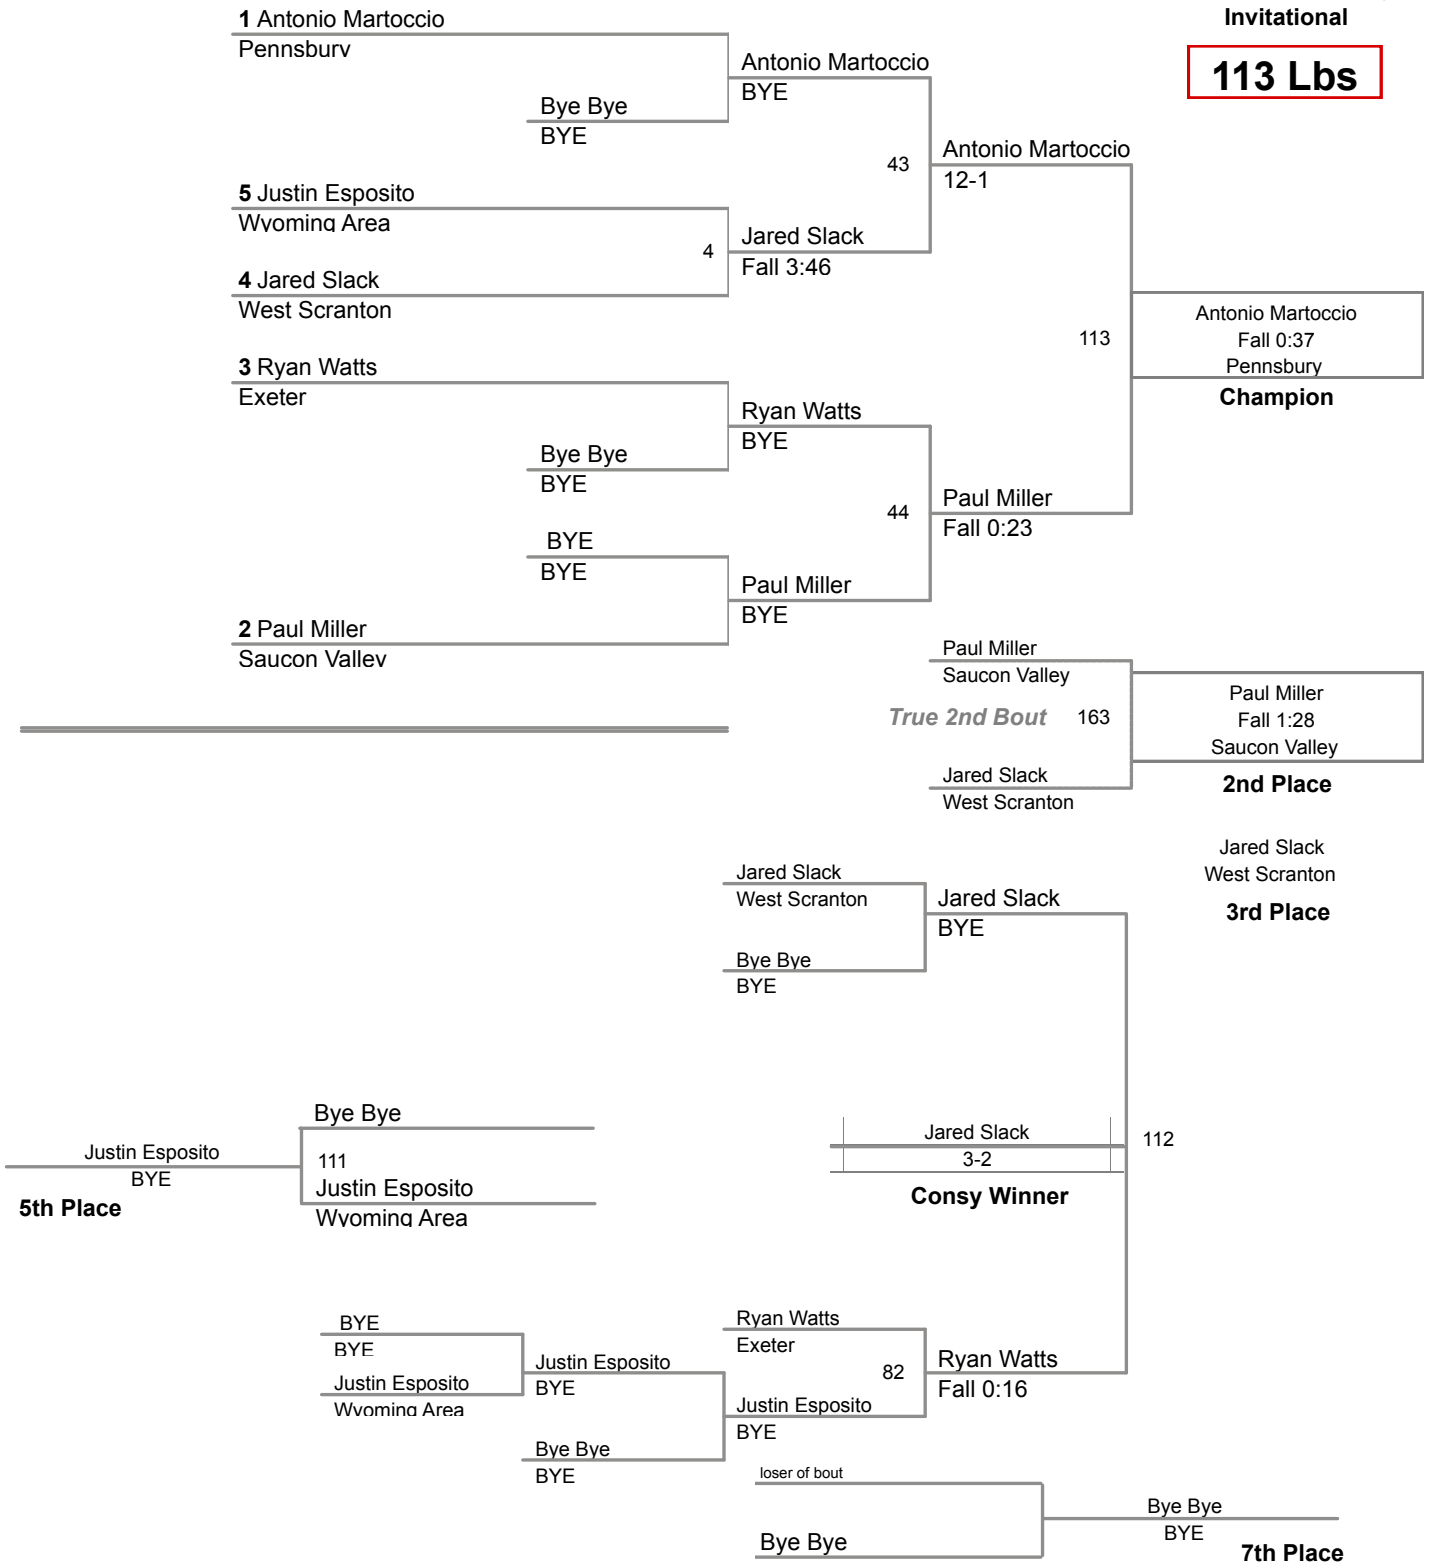 Invitational
113 Lbs
1 Antonio Martoccio
Pennsbury
Antonio Martoccio
BYE
Bye Bye
BYE
43
Antonio Martoccio
12-1
5 Justin Esposito
Wyoming Area
4
Jared Slack
Fall 3:46
4 Jared Slack
West Scranton
113
Antonio Martoccio
Fall 0:37
Pennsbury
Champion
3 Ryan Watts
Exeter
Ryan Watts
BYE
Bye Bye
BYE
44
Paul Miller
Fall 0:23
BYE
BYE
Paul Miller
BYE
2 Paul Miller
Saucon Valley
Paul Miller
Saucon Valley
True 2nd Bout 163
Paul Miller
Fall 1:28
Saucon Valley
2nd Place
Jared Slack
West Scranton
Jared Slack
West Scranton
3rd Place
Jared Slack
West Scranton
Jared Slack
BYE
Bye Bye
BYE
Bye Bye
Justin Esposito
BYE
5th Place
111
Justin Esposito
Wyoming Area
Jared Slack
3-2
Consy Winner
112
BYE
BYE
Justin Esposito
Wyoming Area
Justin Esposito
BYE
Bye Bye
BYE
Ryan Watts
Exeter
82
Justin Esposito
BYE
Ryan Watts
Fall 0:16
loser of bout
Bye Bye
Bye Bye
BYE
7th Place